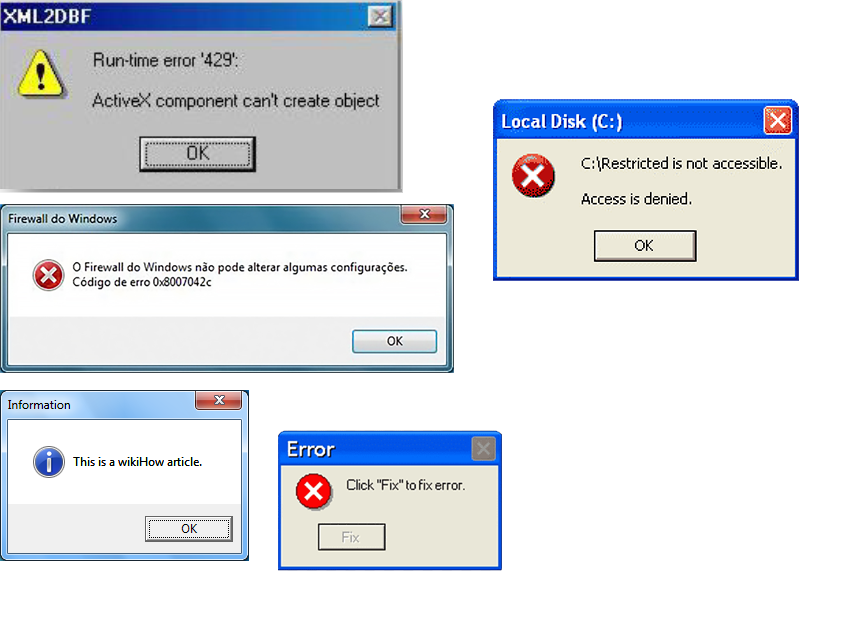 XML2DBF
Run-time error '429':
ActiveX component can't create object
OK
Local Disk (C:)
C:\Restricted is not accessible.
Access is denied.
OK
Firewall do Windows
O Firewall do Windows não pode alterar algumas configurações.
Código de erro 0x8007042c
OK
Information
This is a wikiHow article.
OK
Error
Click "Fix" to fix error.
Fix